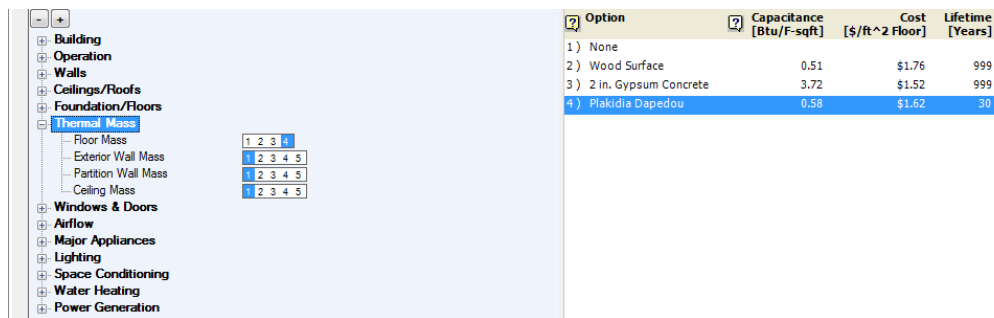 - +
Building
Operation
Walls
Ceilings/Roofs
Foundation/Floors
Thermal Mass
Floor Mass 1 2 3 4
Exterior Wall Mass 1 2 3 4 5
Partition Wall Mass 1 2 3 4 5
Ceiling Mass 1 2 3 4 5
Windows & Doors
Airflow
Major Appliances
Lighting
Space Conditioning
Water Heating
Power Generation
? Option ? Capacitance Cost Lifetime
[Btu/F-sqft] [$/ft^2 Floor] [Years]
1 ) None
2 ) Wood Surface 0.51 $1.76 999
3 ) 2 in. Gypsum Concrete 3.72 $1.52 999
4 ) Plakidia Dapedou 0.58 $1.62 30